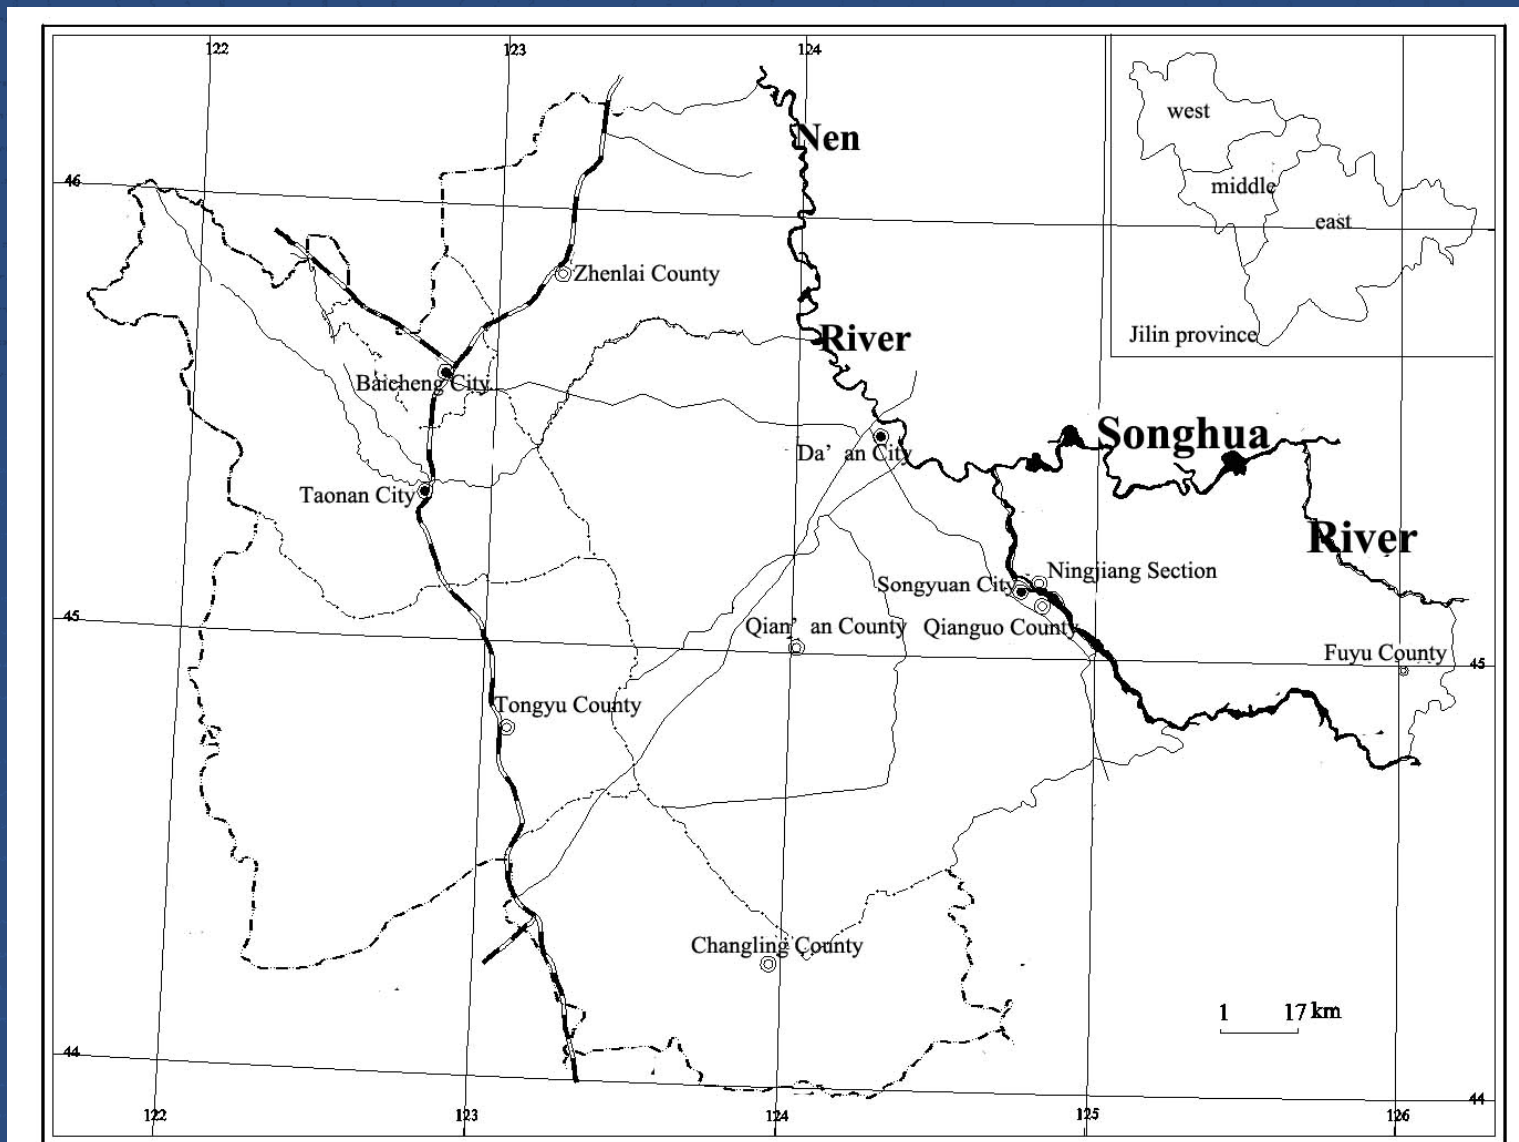 122
123
124
Nen
west
46
middle
east
Zhenlai County
River
Jilin province
Baicheng City
Songhua
Da’ an City
Taonan City
River
Ningjiang Section
Songyuan City
45
Qian’ an County
Qianguo County
Fuyu County
45
Tongyu County
Changling County
1 17 km
44
44
122
123
124
125
126